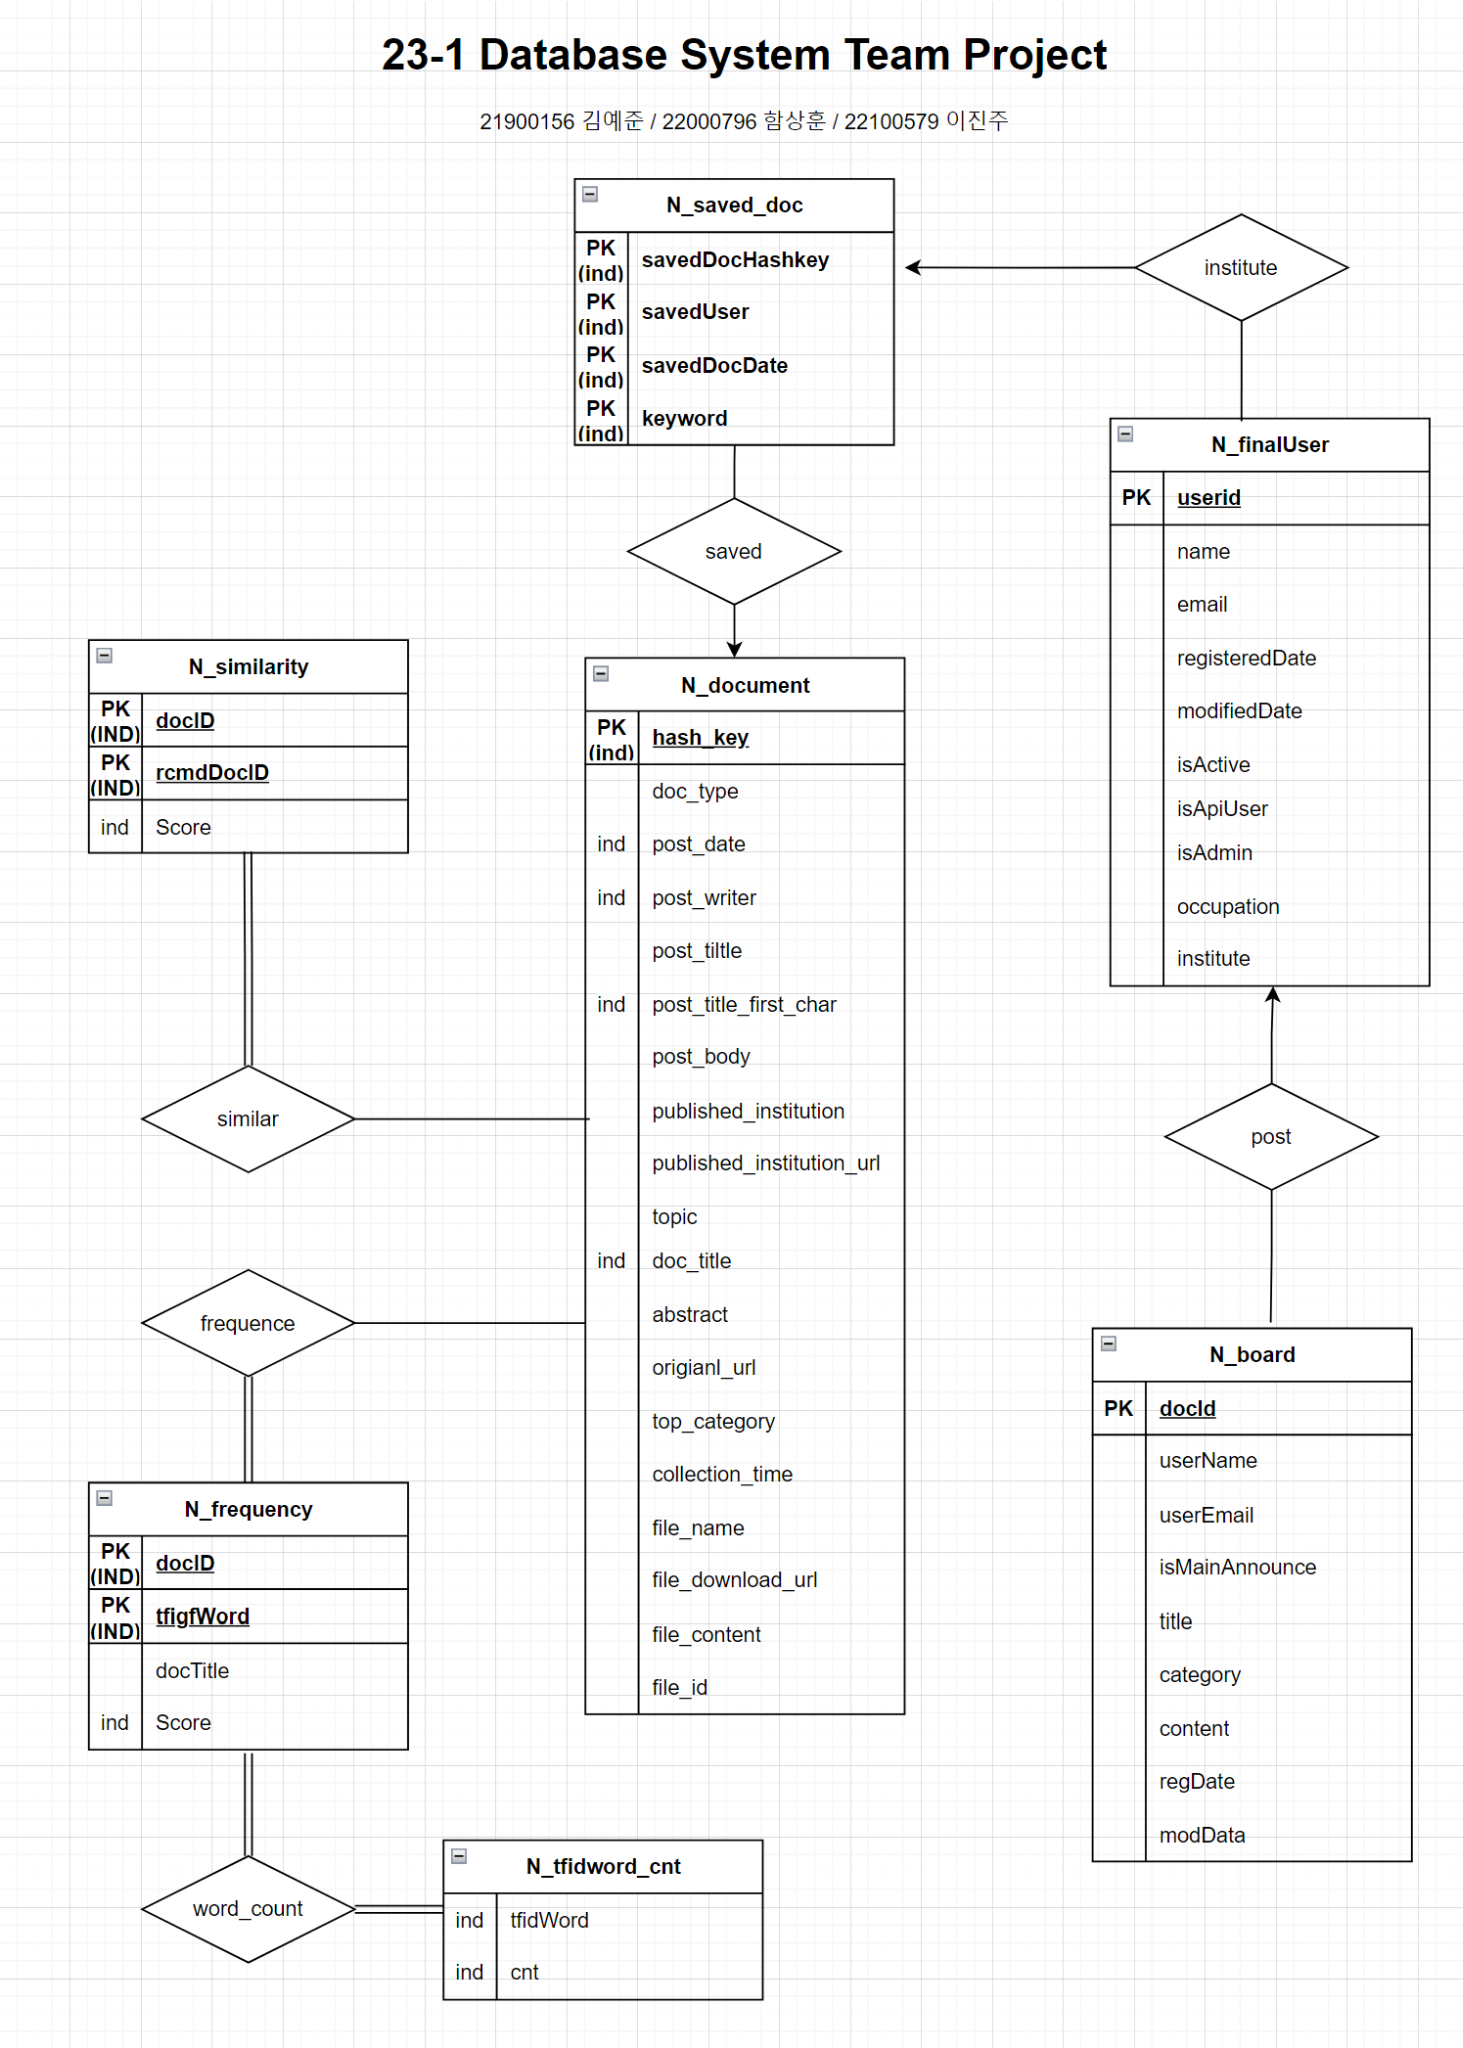 23-1 Database System Team Project
21900156 김예준 / 22000796 함상훈 / 22100579 이진주
N_saved_doc
PK (ind) savedDocHashkey
PK (ind) savedUser
PK (ind) savedDocDate
PK (ind) keyword
institute
N_finalUser
PK userid
name
email
registeredDate
modifiedDate
isActive
isApiUser
isAdmin
occupation
institute
saved
N_similarity
PK (IND) docID
PK (IND) rcmdDocID
ind Score
N_document
PK (ind) hash_key
doc_type
ind post_date
ind post_writer
post_tiltle
ind post_title_first_char
post_body
published_institution
published_institution_url
topic
ind doc_title
abstract
origianl_url
top_category
collection_time
file_name
file_download_url
file_content
file_id
similar
post
frequence
N_board
PK docId
userName
userEmail
isMainAnnounce
title
category
content
regDate
modData
N_frequency
PK (IND) docID
PK (IND) tfigfWord
docTitle
ind Score
word_count
N_tfidword_cnt
ind tfidWord
ind cnt